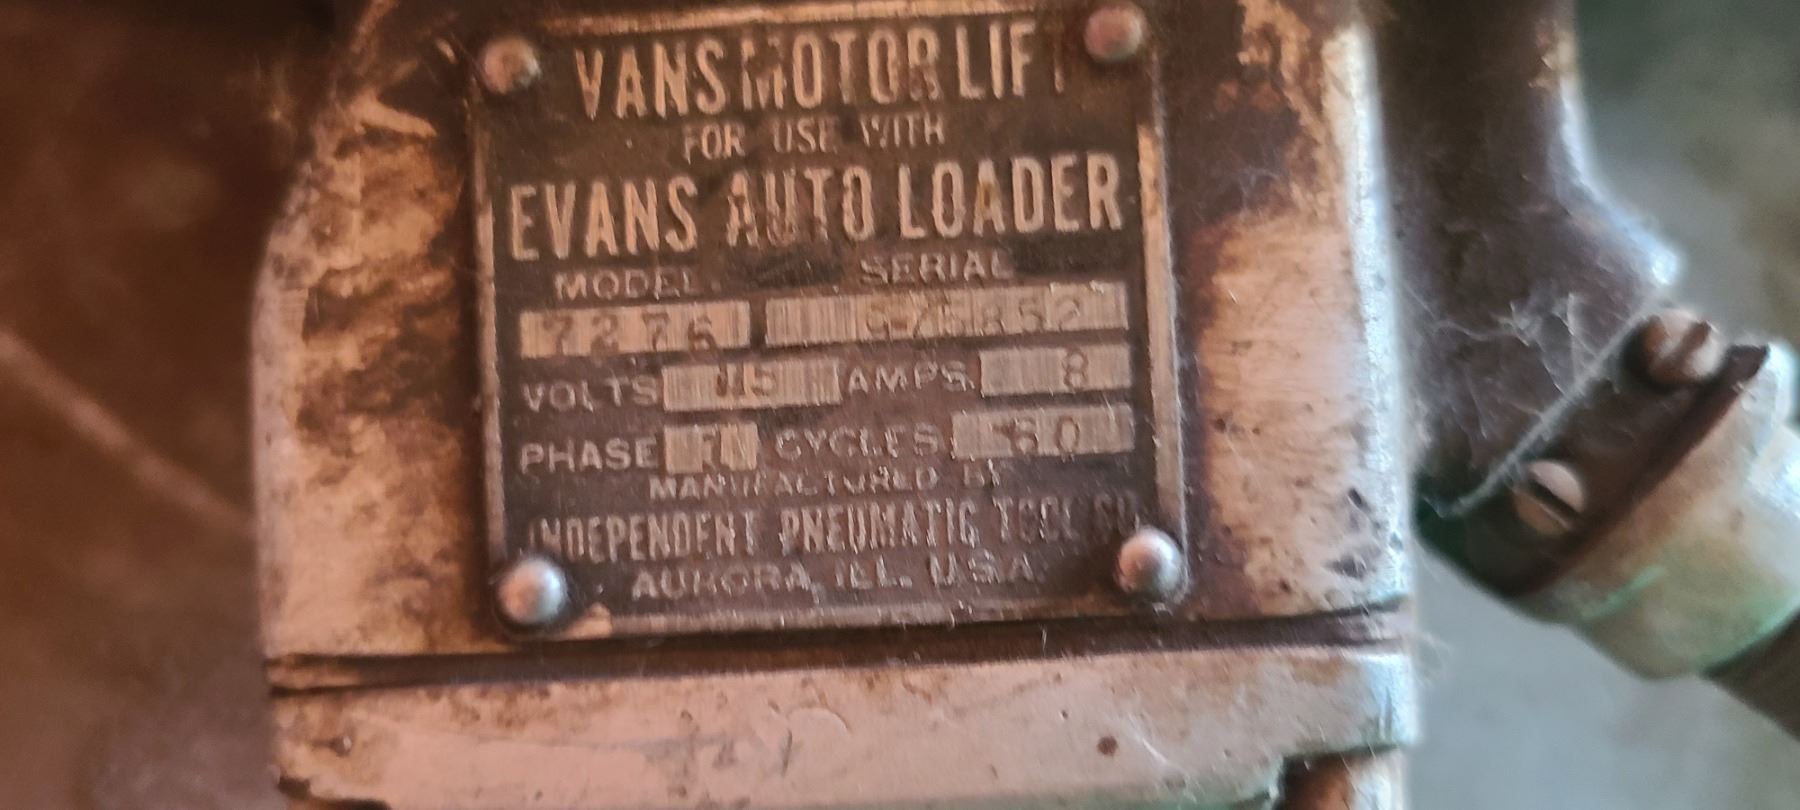 VANS MOTOR LIFT
FOR USE WITH
EVANS AUTO LOADER
MODEL SERIAL
7276
VOLTS 115 AMPS. 8
PHASE CYCLES 60
MANUFACTURED BY
INDEPENDENT PNEUMATIC TOOL CO.
AURORA, ILL. U.S.A.